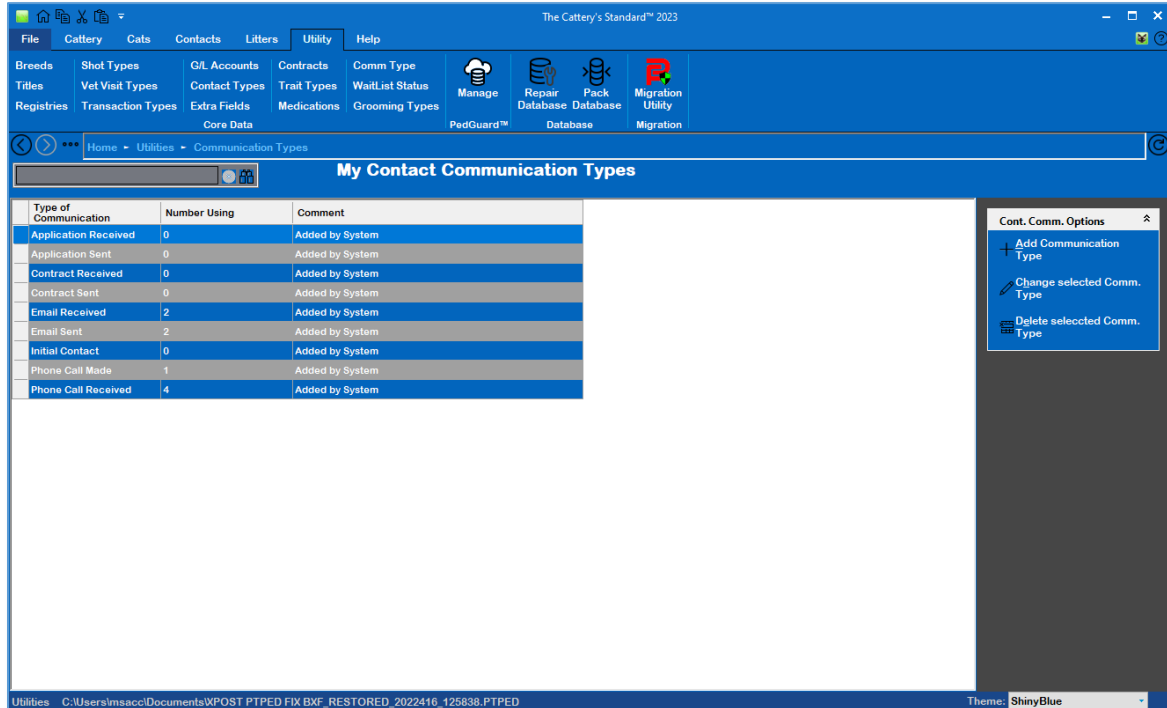 The Cattery's Standard™ 2023
File Cattery Cats Contacts Litters Utility Help
Breeds Shot Types G/L Accounts Contracts Comm Type
Titles Vet Visit Types Contact Types Trait Types WaitList Status
Registries Transaction Types Extra Fields Medications Grooming Types
Manage Repair Database Pack Database Migration Utility
Core Data PedGuard™ Database Migration
Home Utilities Communication Types
My Contact Communication Types
Type of Communication Number Using Comment
Application Received 0 Added by System
Application Sent 0 Added by System
Contract Received 0 Added by System
Contract Sent 0 Added by System
Email Received 2 Added by System
Email Sent 2 Added by System
Initial Contact 0 Added by System
Phone Call Made 1 Added by System
Phone Call Received 4 Added by System
Cont. Comm. Options
Add Communication
Type
Change selected Comm.
Type
Delete seleccted Comm.
Type
Utilities C:\Users\msacc\Documents\XPOST PTPED FIX BXF_RESTORED_2022416_125838.PTPED Theme: ShinyBlue